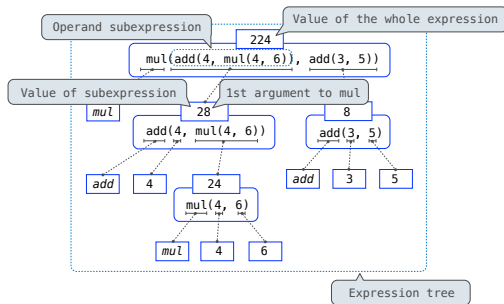 Value of the whole expression
Operand subexpression
224
mul(add(4, mul(4, 6)), add(3, 5))
Value of subexpression
1st argument to mul
mul
28
8
add(4, mul(4, 6))
add(3, 5)
add
4
24
add
3
5
mul(4, 6)
mul
4
6
Expression tree